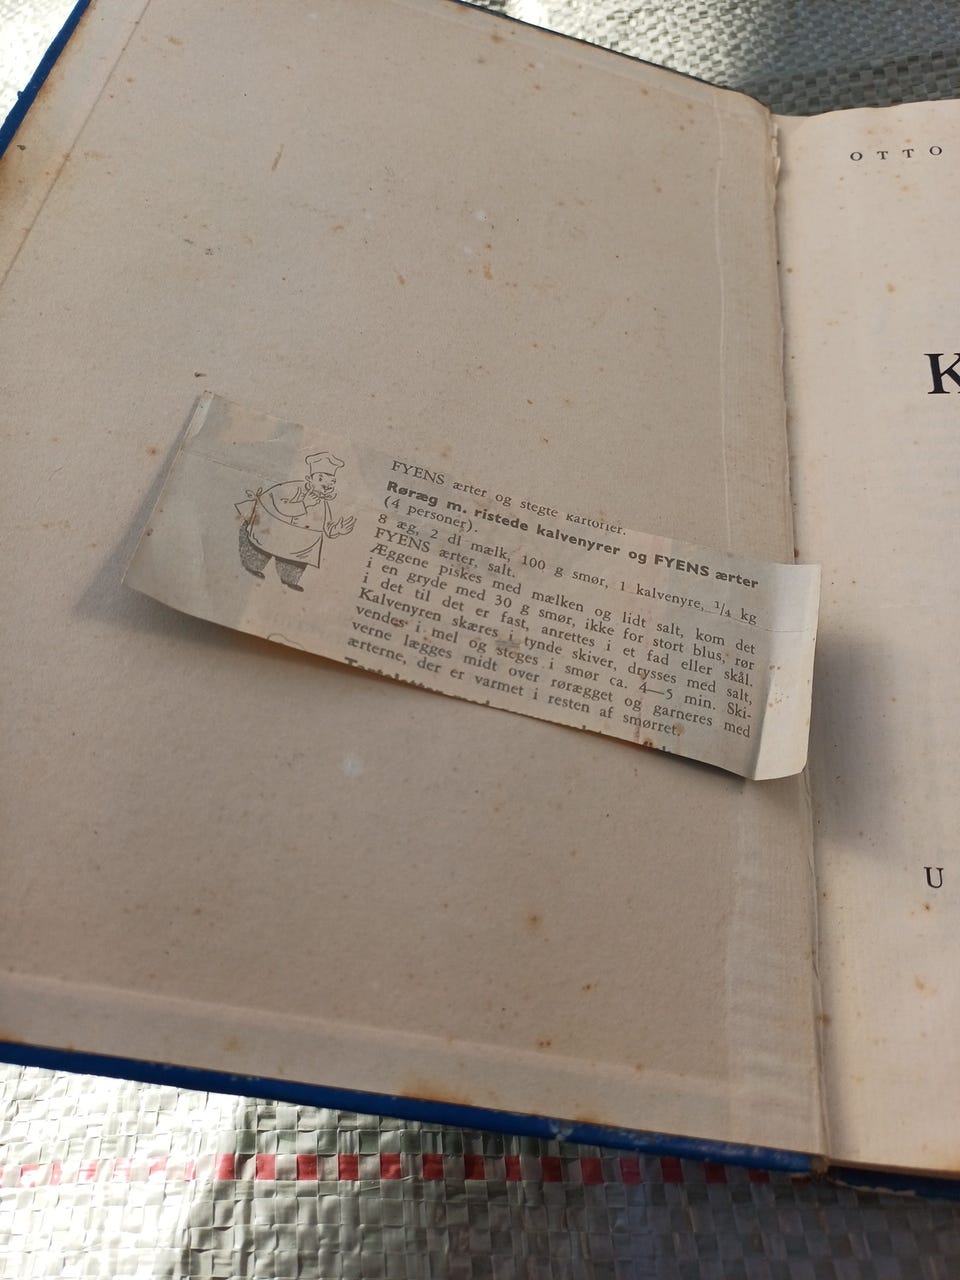 FYENS ærter og stegte kartofler.
Røræg m. ristede kalvenyrer og FYENS ærter
(4 personer).
8 æg, 2 dl mælk, 100 g smør, 1 kalvenyre, 1/4 kg
FYENS ærter, salt.
Æggene piskes med mælken og lidt salt, kom det
i en gryde med 30 g smør, ikke for stort blus, rør
i det til det er fast, anrettes i et fad eller skål.
Kalvenyren skæres i tynde skiver, drysses med salt,
vendes i mel og steges i smør ca. 4—5 min. Ski-
verne lægges midt over rørægget og garneres med
ærterne, der er varmet i resten af smørret.
OTTO
K
U